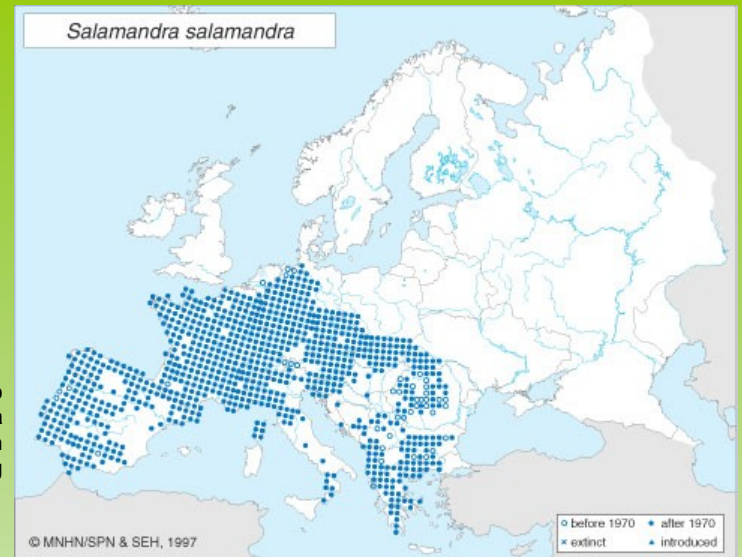 Salamandra salamandra
before 1970
after 1970
extinct
introduced
© MNHN/SPN & SEH, 1997